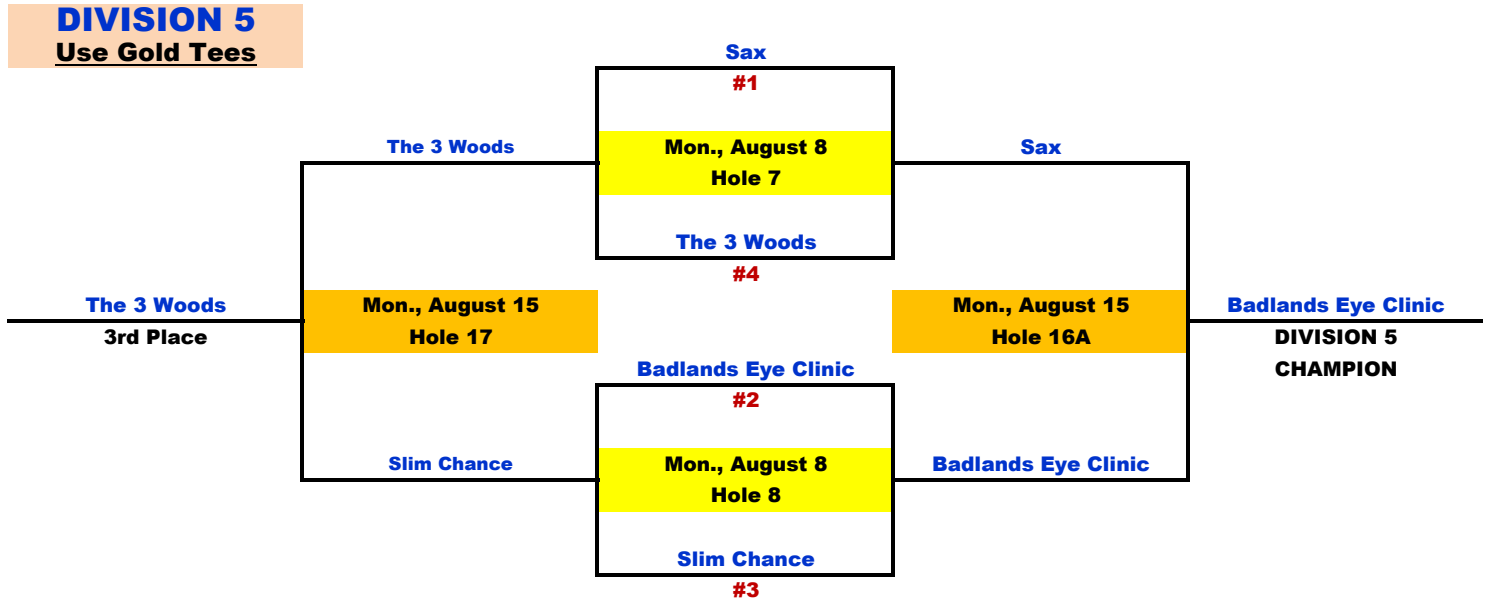 DIVISION 5
Use Gold Tees
Sax
#1
The 3 Woods
Mon., August 8
Hole 7
Sax
The 3 Woods
#4
The 3 Woods
3rd Place
Mon., August 15
Hole 17
Mon., August 15
Hole 16A
Badlands Eye Clinic
DIVISION 5
CHAMPION
Badlands Eye Clinic
#2
Slim Chance
Mon., August 8
Hole 8
Badlands Eye Clinic
Slim Chance
#3